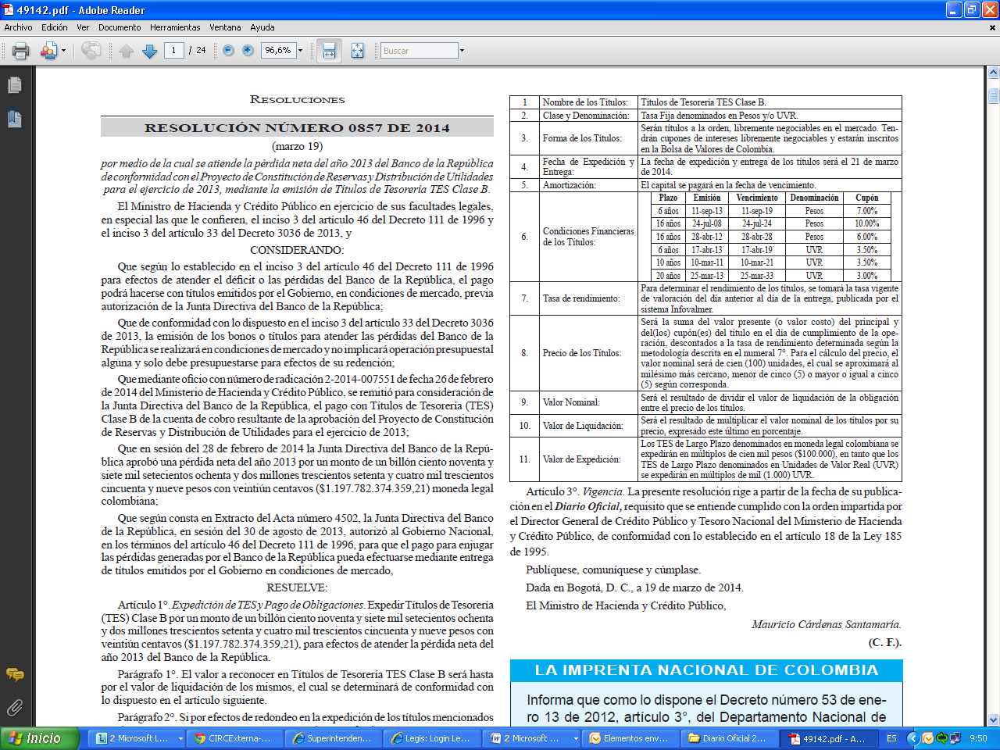 49142.pdf - Adobe Reader
Archivo Edición Ver Documento Herramientas Ventana Ayuda
1 / 24 96,6% Buscar
RESOLUCIONES
RESOLUCIÓN NÚMERO 0857 DE 2014
(marzo 19)
por medio de la cual se atiende la pérdida neta del año 2013 del Banco de la República
de conformidad con el Proyecto de Constitución de Reservas y Distribución de Utilidades
para el ejercicio de 2013, mediante la emisión de Títulos de Tesorería TES Clase B.
El Ministro de Hacienda y Crédito Público en ejercicio de sus facultades legales,
en especial las que le confieren, el inciso 3 del artículo 46 del Decreto 111 de 1996 y
el inciso 3 del artículo 33 del Decreto 3036 de 2013, y
CONSIDERANDO:
Que según lo establecido en el inciso 3 del artículo 46 del Decreto 111 de 1996
para efectos de atender el déficit o las pérdidas del Banco de la República, el pago
podrá hacerse con títulos emitidos por el Gobierno, en condiciones de mercado, previa
autorización de la Junta Directiva del Banco de la República;
Que de conformidad con lo dispuesto en el inciso 3 del artículo 33 del Decreto 3036
de 2013, la emisión de los bonos o títulos para atender las pérdidas del Banco de la
República se realizará en condiciones de mercado y no implicará operación presupuestal
alguna y solo debe presupuestarse para efectos de su redención;
Que mediante oficio con número de radicación 2-2014-007551 de fecha 26 de febrero
de 2014 del Ministerio de Hacienda y Crédito Público, se remitió para consideración de
la Junta Directiva del Banco de la República, el pago con Títulos de Tesorería (TES)
Clase B de la cuenta de cobro resultante de la aprobación del Proyecto de Constitución
de Reservas y Distribución de Utilidades para el ejercicio de 2013;
Que en sesión del 28 de febrero de 2014 la Junta Directiva del Banco de la Repú-
blica aprobó una pérdida neta del año 2013 por un monto de un billón ciento noventa y
siete mil setecientos ochenta y dos millones trescientos setenta y cuatro mil trescientos
cincuenta y nueve pesos con veintiún centavos ($1.197.782.374.359,21) moneda legal
colombiana;
Que según consta en Extracto del Acta número 4502, la Junta Directiva del Banco
de la República, en sesión del 30 de agosto de 2013, autorizó al Gobierno Nacional,
en los términos del artículo 46 del Decreto 111 de 1996, para que el pago para enjugar
las pérdidas generadas por el Banco de la República pueda efectuarse mediante entrega
de títulos emitidos por el Gobierno en condiciones de mercado,
RESUELVE:
Artículo 1°. Expedición de TES y Pago de Obligaciones. Expedir Títulos de Tesorería
(TES) Clase B por un monto de un billón ciento noventa y siete mil setecientos ochenta
y dos millones trescientos setenta y cuatro mil trescientos cincuenta y nueve pesos con
veintiún centavos ($1.197.782.374.359,21), para efectos de atender la pérdida neta del
año 2013 del Banco de la República.
Parágrafo 1°. El valor a reconocer en Títulos de Tesorería TES Clase B será hasta
por el valor de liquidación de los mismos, el cual se determinará de conformidad con
lo dispuesto en el artículo siguiente.
Parágrafo 2°. Si por efectos de redondeo en la expedición de los títulos mencionados
1 Nombre de los Títulos: Títulos de Tesorería TES Clase B.
2. Clase y Denominación: Tasa Fija denominados en Pesos y/o UVR.
3. Forma de los Títulos: Serán títulos a la orden, libremente negociables en el mercado. Ten-
drán cupones de intereses libremente negociables y estarán inscritos
en la Bolsa de Valores de Colombia.
4. Fecha de Expedición y Entrega: La fecha de expedición y entrega de los títulos será el 21 de marzo
de 2014.
5. Amortización: El capital se pagará en la fecha de vencimiento.
6. Condiciones Financieras de los Títulos:
Plazo Emisión Vencimiento Denominación Cupón
6 años 11-sep-13 11-sep-19 Pesos 7.00%
16 años 24-jul-08 24-jul-24 Pesos 10.00%
16 años 28-abr-12 28-abr-28 Pesos 6.00%
6 años 17-abr-13 17-abr-19 UVR 3.50%
10 años 10-mar-11 10-mar-21 UVR 3.50%
20 años 25-mar-13 25-mar-33 UVR 3.00%
7. Tasa de rendimiento: Para determinar el rendimiento de los títulos, se tomará la tasa vigente
de valoración del día anterior al día de la entrega, publicada por el
sistema Infovalmer.
8. Precio de los Títulos: Será la suma del valor presente (o valor costo) del principal y
del(los) cupón(es) del título en el día de cumplimiento de la ope-
ración, descontados a la tasa de rendimiento determinada según la
metodología descrita en el numeral 7°. Para el cálculo del precio, el
valor nominal será de cien (100) unidades, el cual se aproximará al
milésimo más cercano, menor de cinco (5) o mayor o igual a cinco
(5) según corresponda.
9. Valor Nominal: Será el resultado de dividir el valor de liquidación de la obligación
entre el precio de los títulos.
10. Valor de Liquidación: Será el resultado de multiplicar el valor nominal de los títulos por su
precio, expresado este último en porcentaje.
11. Valor de Expedición: Los TES de Largo Plazo denominados en moneda legal colombiana se
expedirán en múltiplos de cien mil pesos ($100.000), en tanto que los
TES de Largo Plazo denominados en Unidades de Valor Real (UVR)
se expedirán en múltiplos de mil (1.000) UVR.
Artículo 3°. Vigencia. La presente resolución rige a partir de la fecha de su publica-
ción en el Diario Oficial, requisito que se entiende cumplido con la orden impartida por
el Director General de Crédito Público y Tesoro Nacional del Ministerio de Hacienda
y Crédito Público, de conformidad con lo establecido en el artículo 18 de la Ley 185
de 1995.
Publíquese, comuníquese y cúmplase.
Dada en Bogotá, D. C., a 19 de marzo de 2014.
El Ministro de Hacienda y Crédito Público,
Mauricio Cárdenas Santamaría.
(C. F.).
LA IMPRENTA NACIONAL DE COLOMBIA
Informa que como lo dispone el Decreto número 53 de ene-
ro 13 de 2012, artículo 3°, del Departamento Nacional de
Inicio 2 Microsoft L... CIRCExterna-... Superintenden... Legis: Login Le... 2 Microsoft ... Elementos env... Diario Oficial 2... 49142.pdf - A... ES 9:50